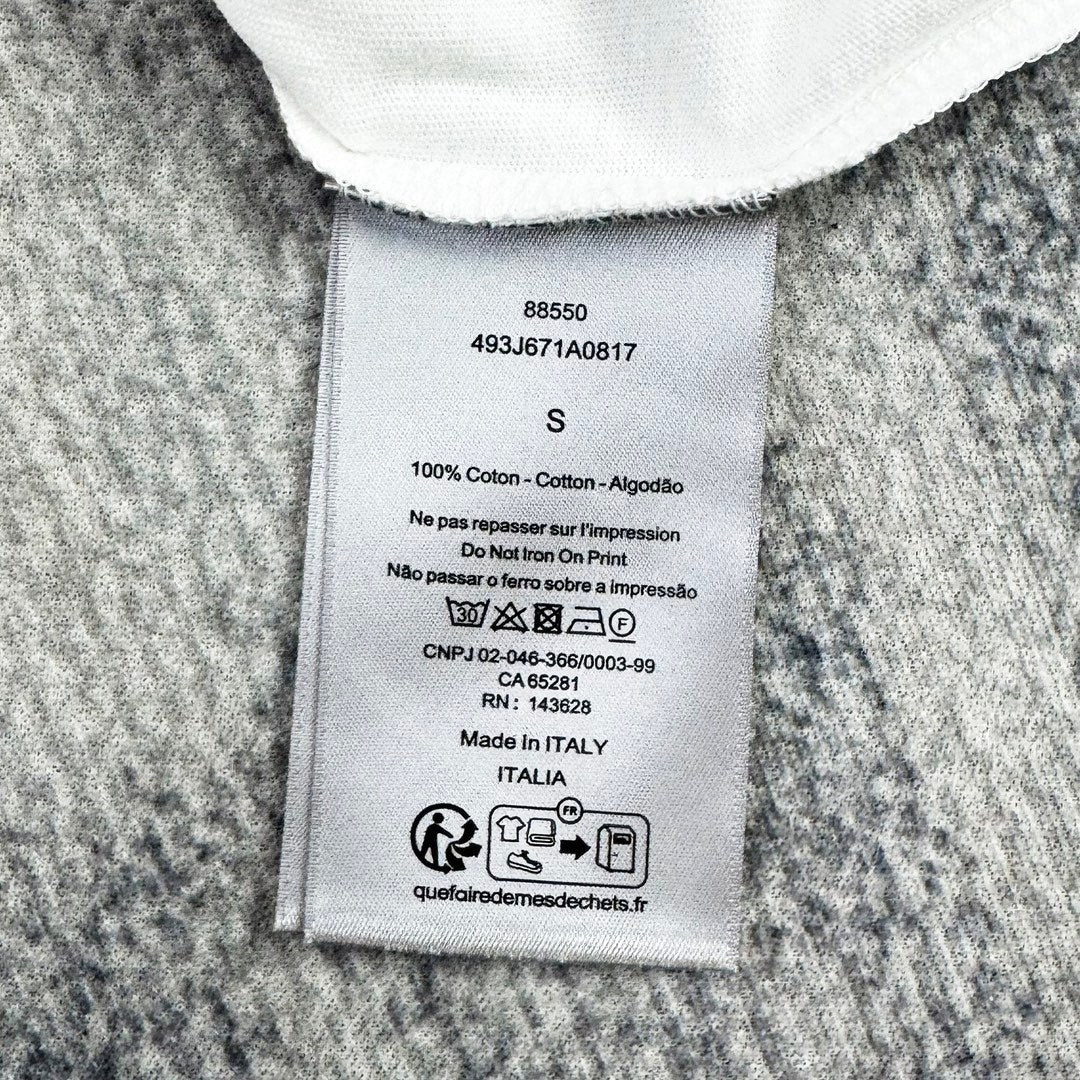 88550
493J671A0817
S
100% Coton - Cotton - Algodão
Ne pas repasser sur l'impression
Do Not Iron On Print
Não passar o ferro sobre a impressão
30 F
CNPJ 02-046-366/0003-99
CA 65281
RN : 143628
Made in ITALY
ITALIA
FR
quefairedemesdechets.fr